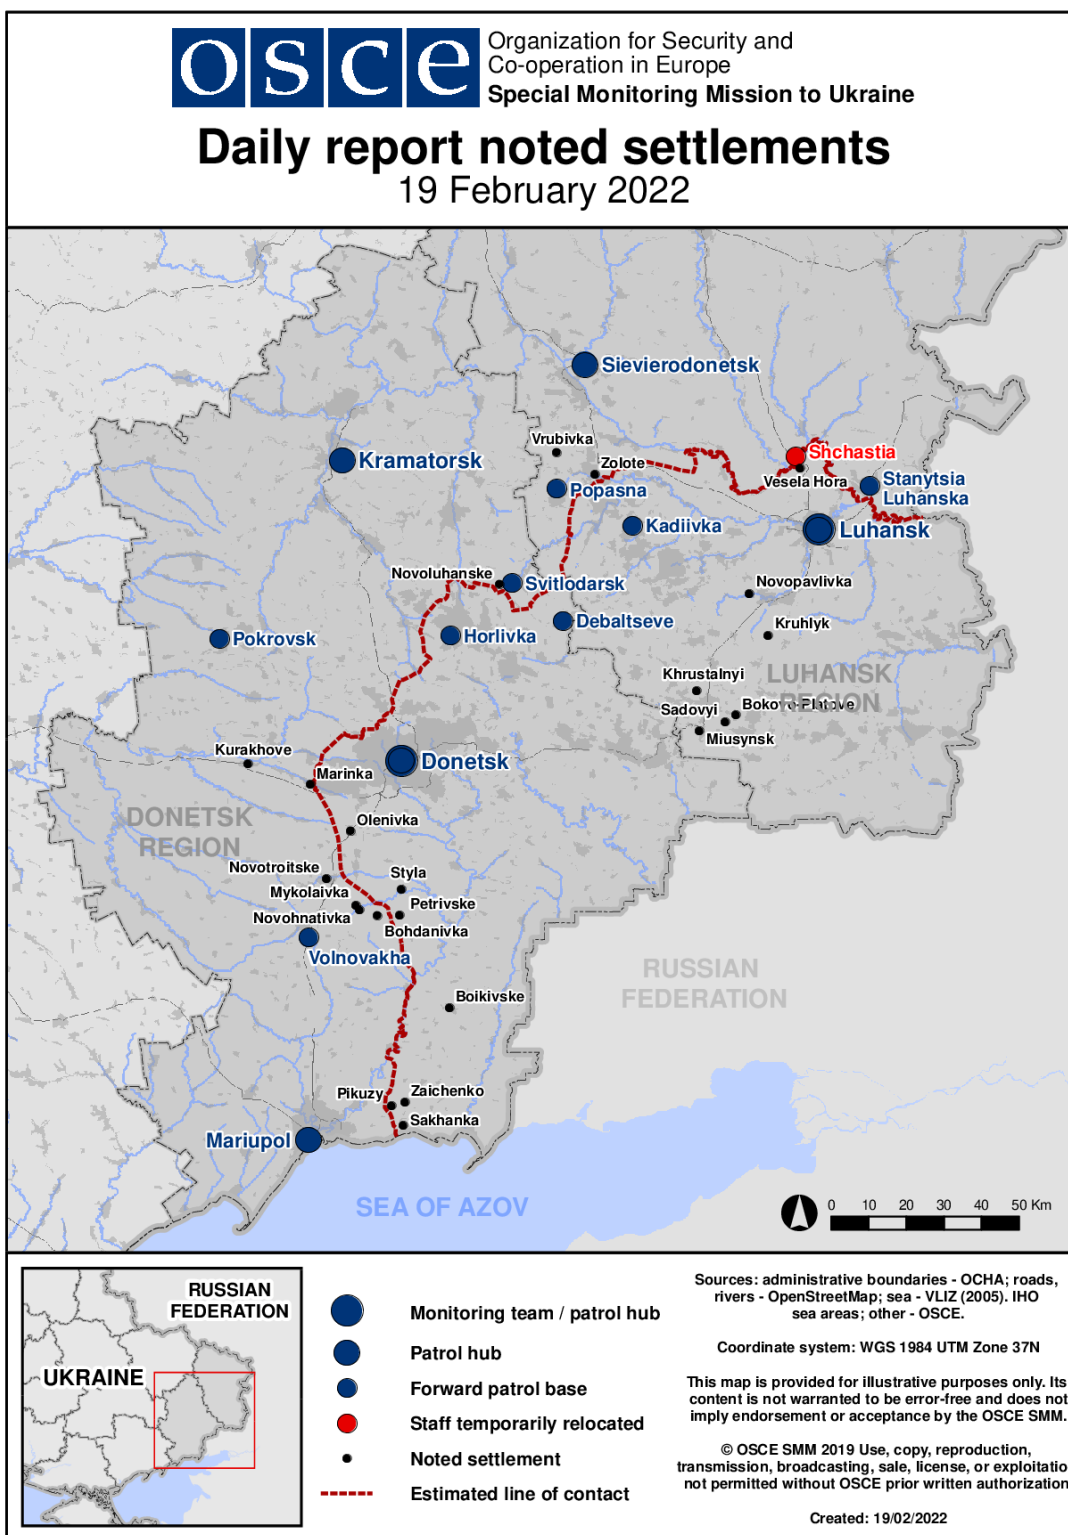 osce
Organization for Security and
Co-operation in Europe
Special Monitoring Mission to Ukraine
Daily report noted settlements
19 February 2022
Sievierodonetsk
Vrubivka
Shchastia
Kramatorsk
Zolote
Vesela Hora
Stanytsia
Luhanska
Popasna
Kadiivka
Luhansk
Novoluhanske
Svitlodarsk
Novopavlivka
Debaltseve
Kruhlyk
Pokrovsk
Horlivka
Khrustalnyi
LUHANSK
REGION
Sadovyi
Bokovo-Platove
Miusynsk
Kurakhove
Donetsk
Marinka
DONETSK
REGION
Olenivka
Novotroitske
Styla
Mykolaivka
Petrivske
Novohnativka
Bohdanivka
Volnovakha
RUSSIAN
FEDERATION
Boikivske
Pikuzy
Zaichenko
Sakhanka
Mariupol
SEA OF AZOV
0 10 20 30 40 50 Km
RUSSIAN
FEDERATION
UKRAINE
Monitoring team / patrol hub
Patrol hub
Forward patrol base
Staff temporarily relocated
Noted settlement
Estimated line of contact
Sources: administrative boundaries - OCHA; roads,
rivers - OpenStreetMap; sea - VLIZ (2005). IHO
sea areas; other - OSCE.
Coordinate system: WGS 1984 UTM Zone 37N
This map is provided for illustrative purposes only. Its
content is not warranted to be error-free and does not
imply endorsement or acceptance by the OSCE SMM.
© OSCE SMM 2019 Use, copy, reproduction,
transmission, broadcasting, sale, license, or exploitatio
not permitted without OSCE prior written authorization
Created: 19/02/2022